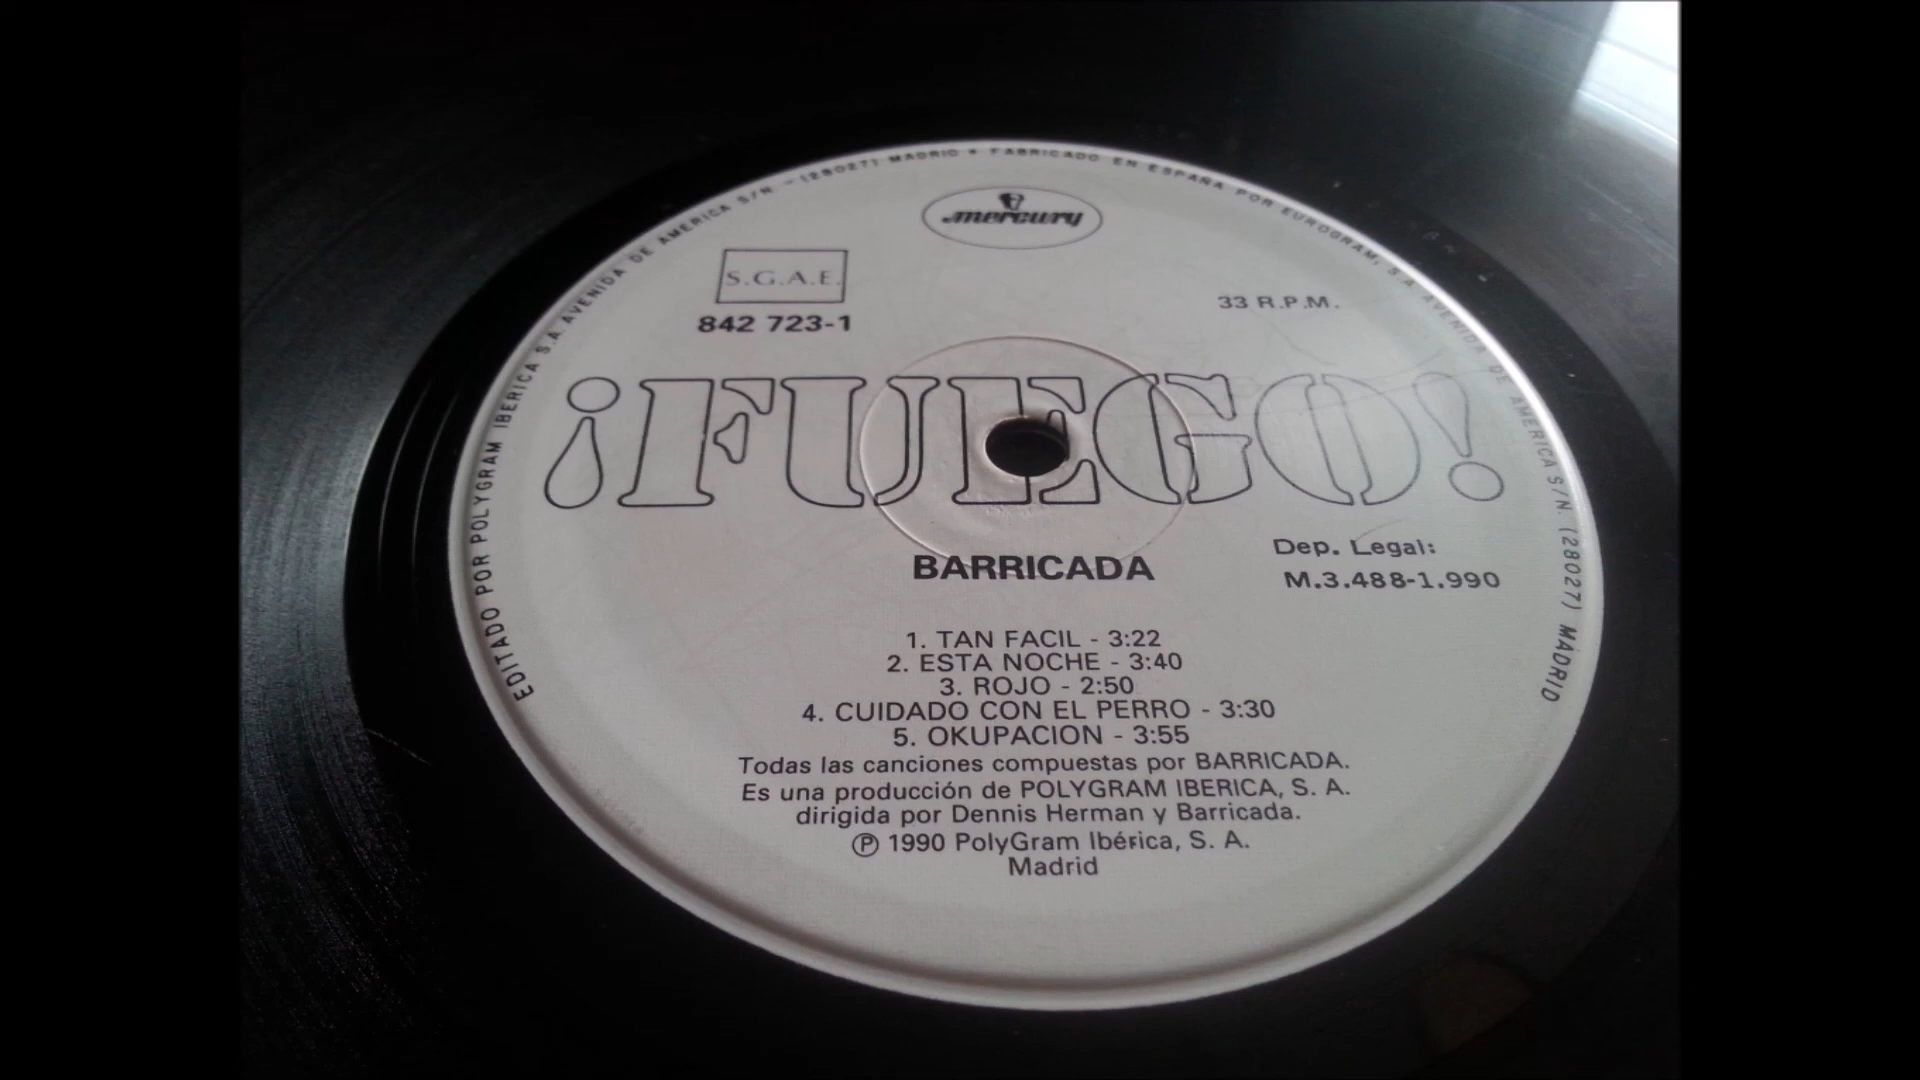 EDITADO POR POLYGRAM IBERICA S.A. AVENIDA DE AMERICA S/N. - (28027) MADRID • FABRICADO EN ESPAÑA POR EUROGRAM, S.A. AVENIDA DE AMERICA S/N. (28027) MADRID
mercury
S.G.A.E.
842 723-1
33 R.P.M.
¡FUEGO!
BARRICADA
Dep. Legal:
M.3.488-1.990
1. TAN FACIL - 3:22
2. ESTA NOCHE - 3:40
3. ROJO - 2:50
4. CUIDADO CON EL PERRO - 3:30
5. OKUPACION - 3:55
Todas las canciones compuestas por BARRICADA.
Es una producción de POLYGRAM IBERICA, S. A.
dirigida por Dennis Herman y Barricada.
Ⓟ 1990 PolyGram Ibérica, S. A.
Madrid